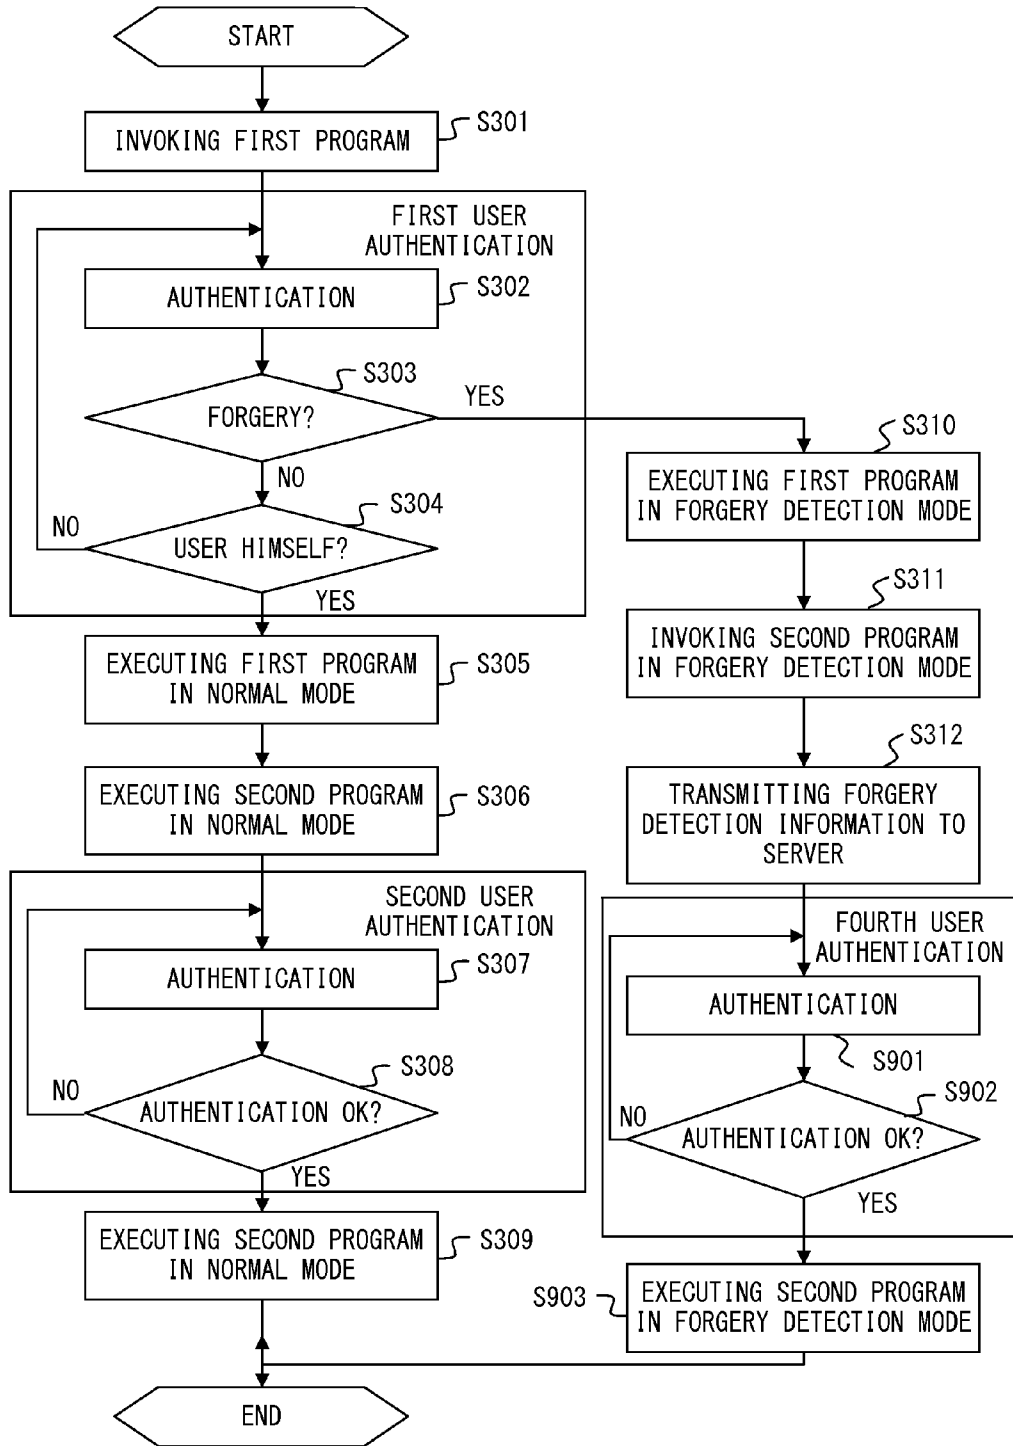 START
INVOKING FIRST PROGRAM
S301
FIRST USER
AUTHENTICATION
AUTHENTICATION
S302
FORGERY?
S303
YES
NO
USER HIMSELF?
S304
NO
YES
EXECUTING FIRST PROGRAM
IN NORMAL MODE
S305
EXECUTING SECOND PROGRAM
IN NORMAL MODE
S306
SECOND USER
AUTHENTICATION
AUTHENTICATION
S307
AUTHENTICATION OK?
S308
NO
YES
EXECUTING SECOND PROGRAM
IN NORMAL MODE
S309
S310
EXECUTING FIRST PROGRAM
IN FORGERY DETECTION MODE
S311
INVOKING SECOND PROGRAM
IN FORGERY DETECTION MODE
S312
TRANSMITTING FORGERY
DETECTION INFORMATION TO
SERVER
FOURTH USER
AUTHENTICATION
AUTHENTICATION
S901
S902
NO
AUTHENTICATION OK?
YES
S903
EXECUTING SECOND PROGRAM
IN FORGERY DETECTION MODE
END